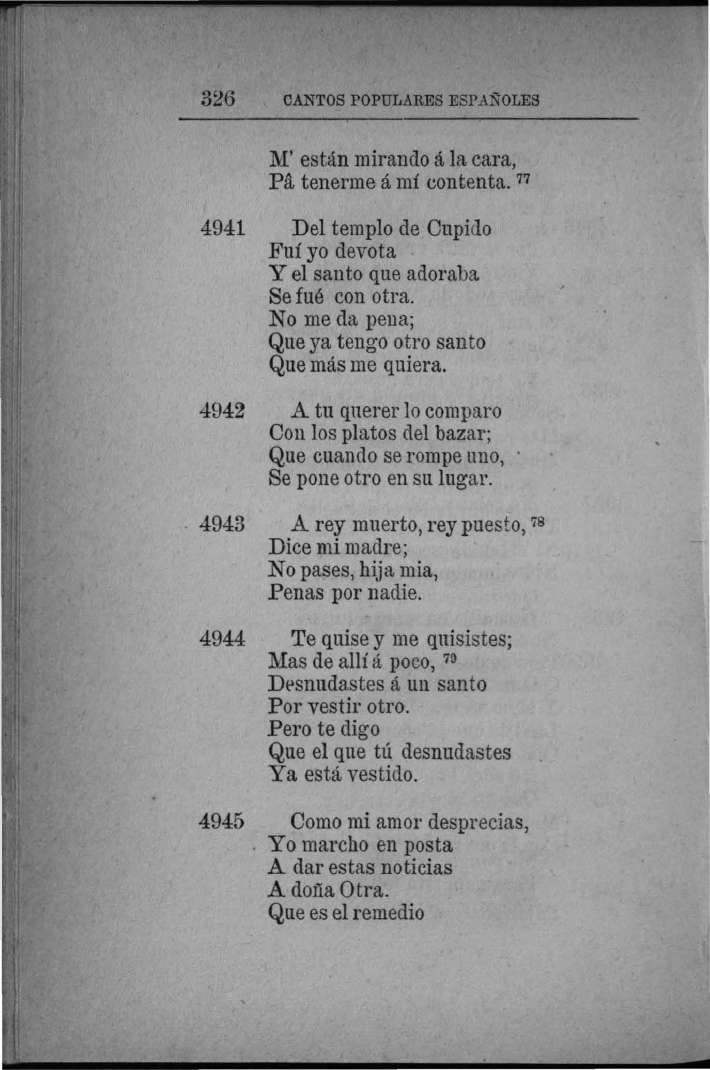 326 CANTOS POPULARES ESPAÑOLES
M' están mirando á la cara,
Pâ tenerme á mí contenta. 77
4941 Del templo de Cupido
Fuí yo devota
Y el santo que adoraba
Se fué con otra.
No me da pena;
Que ya tengo otro santo
Que más me quiera.
4942 A tu querer lo comparo
Con los platos del bazar;
Que cuando se rompe uno,
Se pone otro en su lugar.
4943 A rey muerto, rey puesto, 78
Dice mi madre;
No pases, hija mia,
Penas por nadie.
4944 Te quise y me quisistes;
Mas de allí á poco, 79
Desnudastes á un santo
Por vestir otro.
Pero te digo
Que el que tú desnudastes
Ya está vestido.
4945 Como mi amor desprecias,
Yo marcho en posta
A dar estas noticias
A doña Otra.
Que es el remedio